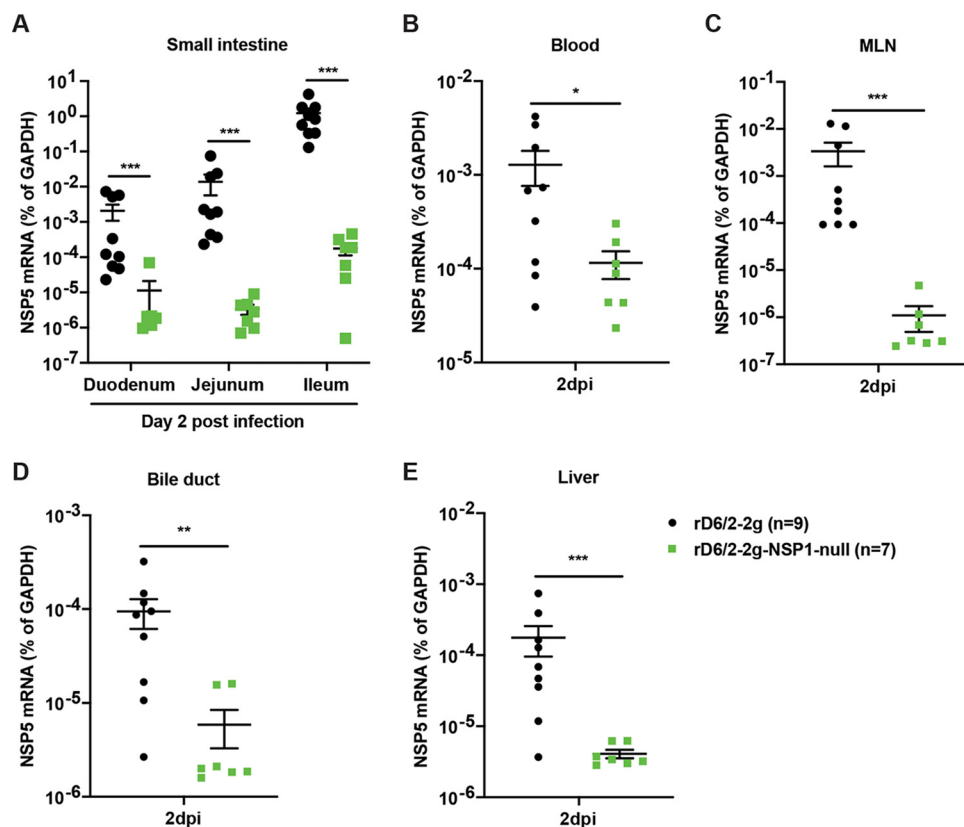 A
Small intestine
NSP5 mRNA (% of GAPDH)
10^1
10^0
10^-1
10^-2
10^-3
10^-4
10^-5
10^-6
10^-7
***
***
***
Duodenum Jejunum Ileum
Day 2 post infection
B
Blood
NSP5 mRNA (% of GAPDH)
10^-2
10^-3
10^-4
10^-5
*
2dpi
C
MLN
NSP5 mRNA (% of GAPDH)
10^-1
10^-2
10^-3
10^-4
10^-5
10^-6
10^-7
***
2dpi
D
Bile duct
NSP5 mRNA (% of GAPDH)
10^-3
10^-4
10^-5
10^-6
**
2dpi
E
Liver
NSP5 mRNA (% of GAPDH)
10^-2
10^-3
10^-4
10^-5
10^-6
***
2dpi
rD6/2-2g (n=9)
rD6/2-2g-NSP1-null (n=7)